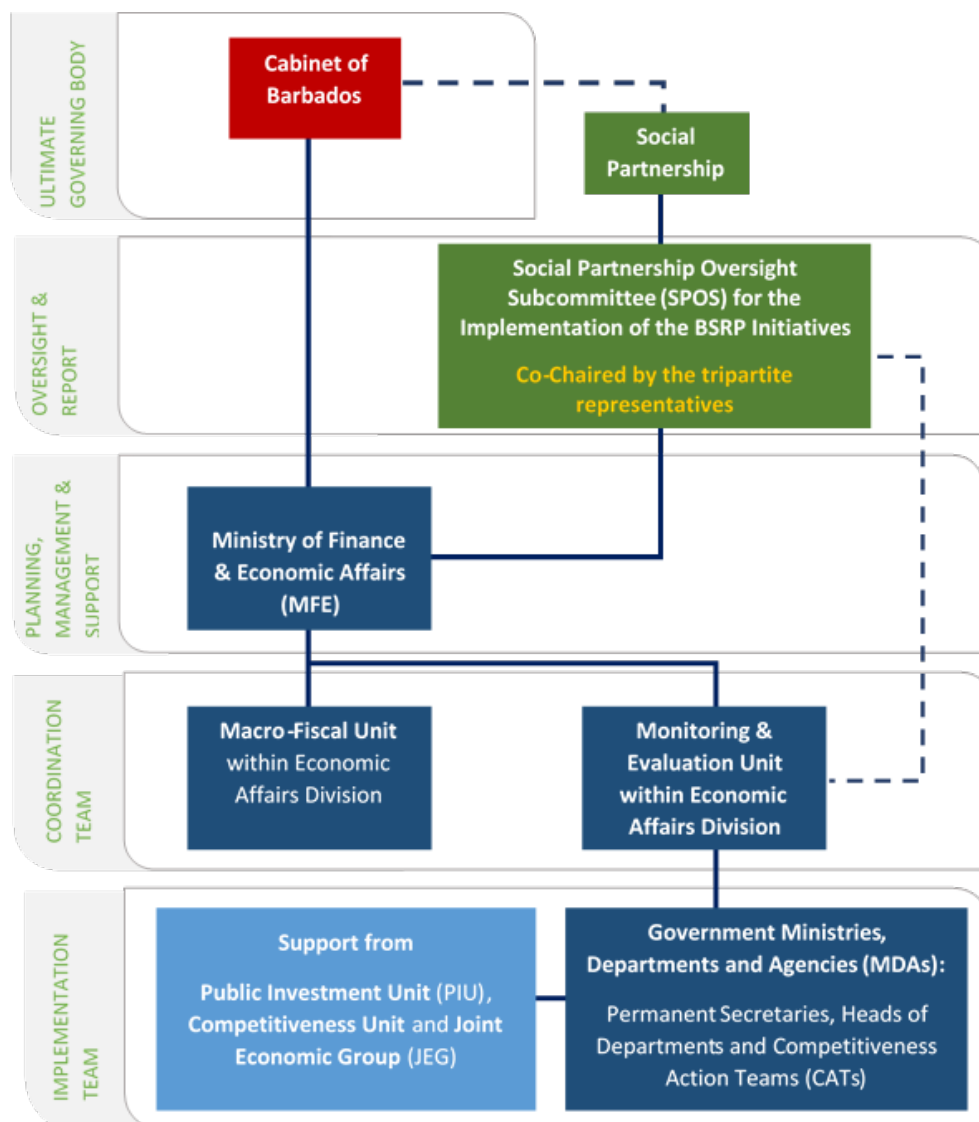 ULTIMATE
GOVERNING BODY
Cabinet of
Barbados
Social
Partnership
OVERSIGHT &
REPORT
Social Partnership Oversight
Subcommittee (SPOS) for the
Implementation of the BSRP Initiatives
Co-Chaired by the tripartite
representatives
PLANNING,
MANAGEMENT &
SUPPORT
Ministry of Finance
& Economic Affairs
(MFE)
COORDINATION
TEAM
Macro-Fiscal Unit
within Economic
Affairs Division
Monitoring &
Evaluation Unit
within Economic
Affairs Division
IMPLEMENTATION
TEAM
Support from
Public Investment Unit (PIU),
Competitiveness Unit and Joint
Economic Group (JEG)
Government Ministries,
Departments and Agencies (MDAs):
Permanent Secretaries, Heads of
Departments and Competitiveness
Action Teams (CATs)